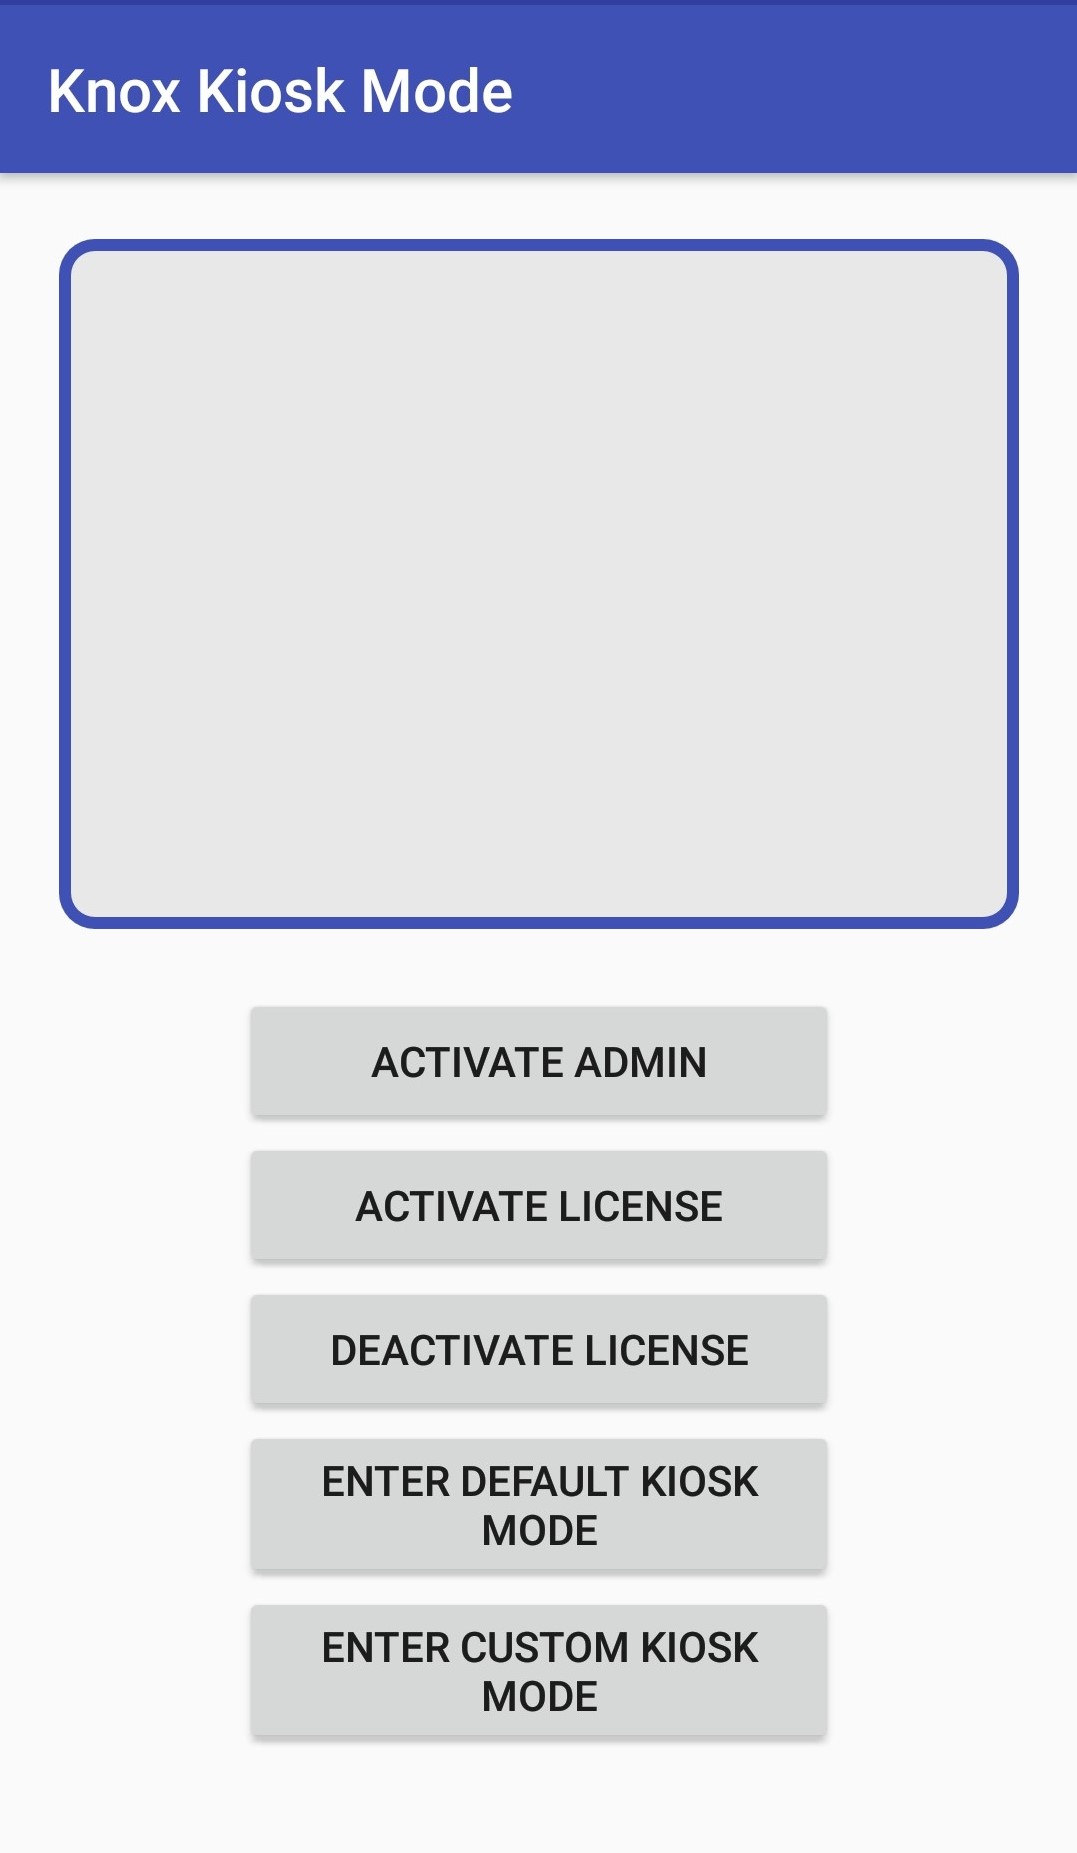 Knox Kiosk Mode
ACTIVATE ADMIN
ACTIVATE LICENSE
DEACTIVATE LICENSE
ENTER DEFAULT KIOSK
MODE
ENTER CUSTOM KIOSK
MODE